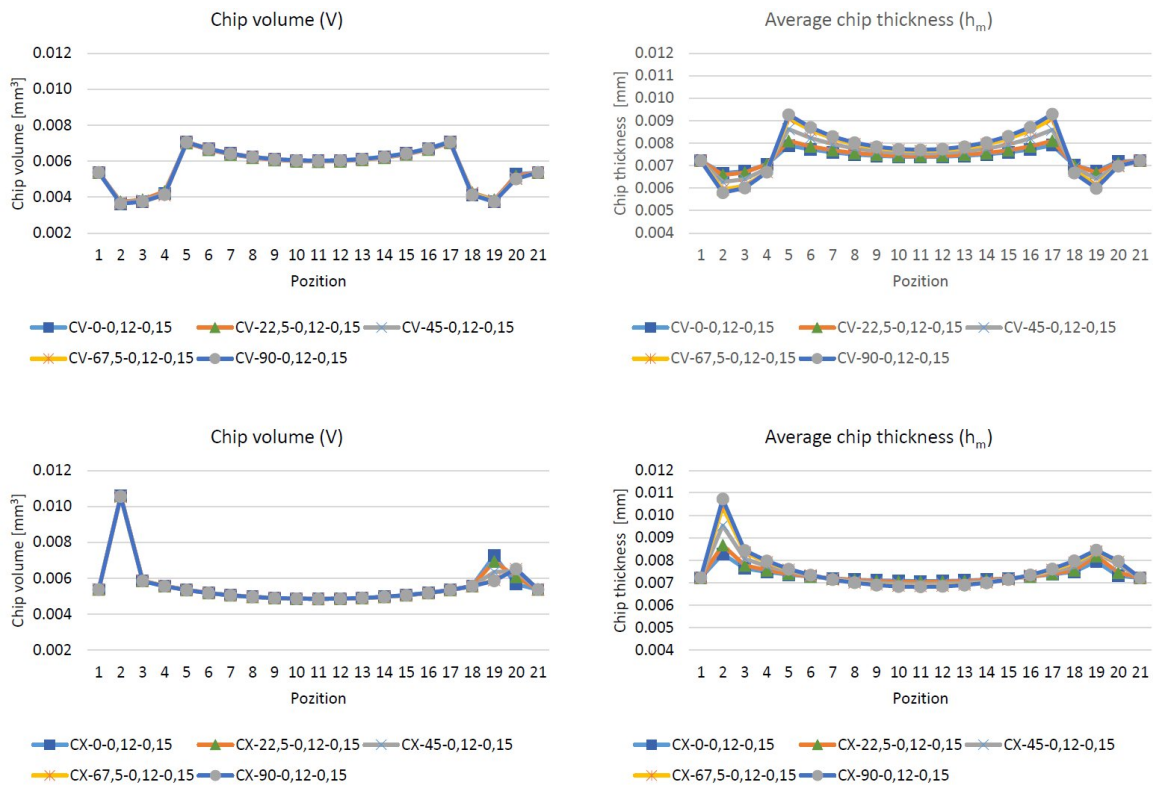 Chip volume (V)
Chip volume [mm³]
0.012
0.010
0.008
0.006
0.004
0.002
1 2 3 4 5 6 7 8 9 10 11 12 13 14 15 16 17 18 19 20 21
Pozition
CV-0-0,12-0,15 CV-22,5-0,12-0,15 CV-45-0,12-0,15
CV-67,5-0,12-0,15 CV-90-0,12-0,15
Average chip thickness (hₘ)
Chip thickness [mm]
0.012
0.011
0.010
0.009
0.008
0.007
0.006
0.005
0.004
1 2 3 4 5 6 7 8 9 10 11 12 13 14 15 16 17 18 19 20 21
Pozition
CV-0-0,12-0,15 CV-22,5-0,12-0,15 CV-45-0,12-0,15
CV-67,5-0,12-0,15 CV-90-0,12-0,15
Chip volume (V)
Chip volume [mm³]
0.012
0.010
0.008
0.006
0.004
0.002
1 2 3 4 5 6 7 8 9 10 11 12 13 14 15 16 17 18 19 20 21
Pozition
CX-0-0,12-0,15 CX-22,5-0,12-0,15 CX-45-0,12-0,15
CX-67,5-0,12-0,15 CX-90-0,12-0,15
Average chip thickness (hₘ)
Chip thickness [mm]
0.012
0.011
0.010
0.009
0.008
0.007
0.006
0.005
0.004
1 2 3 4 5 6 7 8 9 10 11 12 13 14 15 16 17 18 19 20 21
Pozition
CX-0-0,12-0,15 CX-22,5-0,12-0,15 CX-45-0,12-0,15
CX-67,5-0,12-0,15 CX-90-0,12-0,15